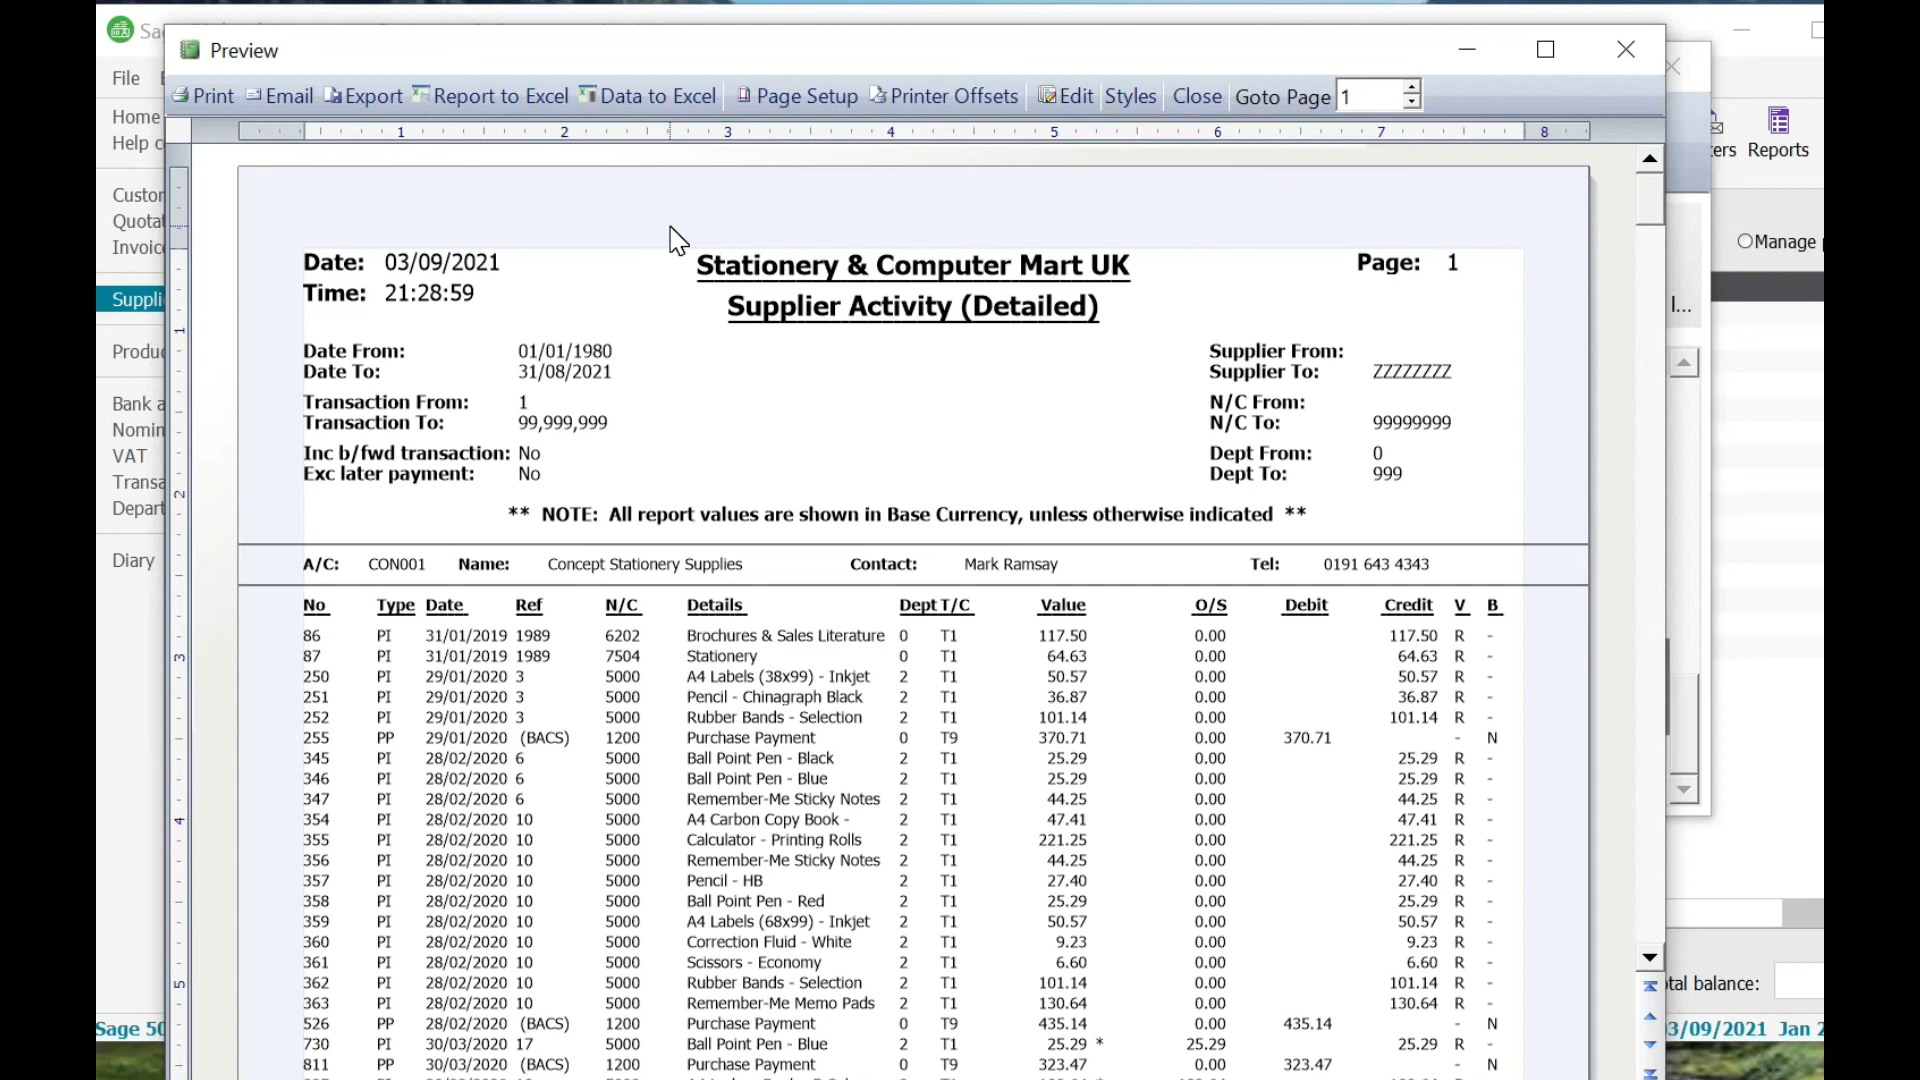 Preview
File
Print Email Export Report to Excel Data to Excel Page Setup Printer Offsets Edit Styles Close Goto Page 1
Home
Help
1 2 3 4 5 6 7 8
Reports
Manage
Date: 03/09/2021 Stationery & Computer Mart UK Page: 1
Time: 21:28:59 Supplier Activity (Detailed)
Date From: 01/01/1980 Supplier From:
Date To: 31/08/2021 Supplier To: ZZZZZZZZ
Transaction From: 1 N/C From:
Transaction To: 99,999,999 N/C To: 99999999
Inc b/fwd transaction: No Dept From: 0
Exc later payment: No Dept To: 999
** NOTE: All report values are shown in Base Currency, unless otherwise indicated **
A/C: CON001 Name: Concept Stationery Supplies Contact: Mark Ramsay Tel: 0191 643 4343
No Type Date Ref N/C Details Dept T/C Value O/S Debit Credit V B
86 PI 31/01/2019 1989 6202 Brochures & Sales Literature 0 T1 117.50 0.00 117.50 R -
87 PI 31/01/2019 1989 7504 Stationery 0 T1 64.63 0.00 64.63 R -
250 PI 29/01/2020 3 5000 A4 Labels (38x99) - Inkjet 2 T1 50.57 0.00 50.57 R -
251 PI 29/01/2020 3 5000 Pencil - Chinagraph Black 2 T1 36.87 0.00 36.87 R -
252 PI 29/01/2020 3 5000 Rubber Bands - Selection 2 T1 101.14 0.00 101.14 R -
255 PP 29/01/2020 (BACS) 1200 Purchase Payment 0 T9 370.71 0.00 370.71 - N
345 PI 28/02/2020 6 5000 Ball Point Pen - Black 2 T1 25.29 0.00 25.29 R -
346 PI 28/02/2020 6 5000 Ball Point Pen - Blue 2 T1 25.29 0.00 25.29 R -
347 PI 28/02/2020 6 5000 Remember-Me Sticky Notes 2 T1 44.25 0.00 44.25 R -
354 PI 28/02/2020 10 5000 A4 Carbon Copy Book - 2 T1 47.41 0.00 47.41 R -
355 PI 28/02/2020 10 5000 Calculator - Printing Rolls 2 T1 221.25 0.00 221.25 R -
356 PI 28/02/2020 10 5000 Remember-Me Sticky Notes 2 T1 44.25 0.00 44.25 R -
357 PI 28/02/2020 10 5000 Pencil - HB 2 T1 27.40 0.00 27.40 R -
358 PI 28/02/2020 10 5000 Ball Point Pen - Red 2 T1 25.29 0.00 25.29 R -
359 PI 28/02/2020 10 5000 A4 Labels (68x99) - Inkjet 2 T1 50.57 0.00 50.57 R -
360 PI 28/02/2020 10 5000 Correction Fluid - White 2 T1 9.23 0.00 9.23 R -
361 PI 28/02/2020 10 5000 Scissors - Economy 2 T1 6.60 0.00 6.60 R -
362 PI 28/02/2020 10 5000 Rubber Bands - Selection 2 T1 101.14 0.00 101.14 R -
363 PI 28/02/2020 10 5000 Remember-Me Memo Pads 2 T1 130.64 0.00 130.64 R -
526 PP 28/02/2020 (BACS) 1200 Purchase Payment 0 T9 435.14 0.00 435.14 - N
730 PI 30/03/2020 17 5000 Ball Point Pen - Blue 2 T1 25.29 * 25.29 25.29 R -
811 PP 30/03/2020 (BACS) 1200 Purchase Payment 0 T9 323.47 0.00 323.47 - N
Bank
VAT
Diary
balance:
Sage 50
03/09/2021 Jan
1
2
3
4
5